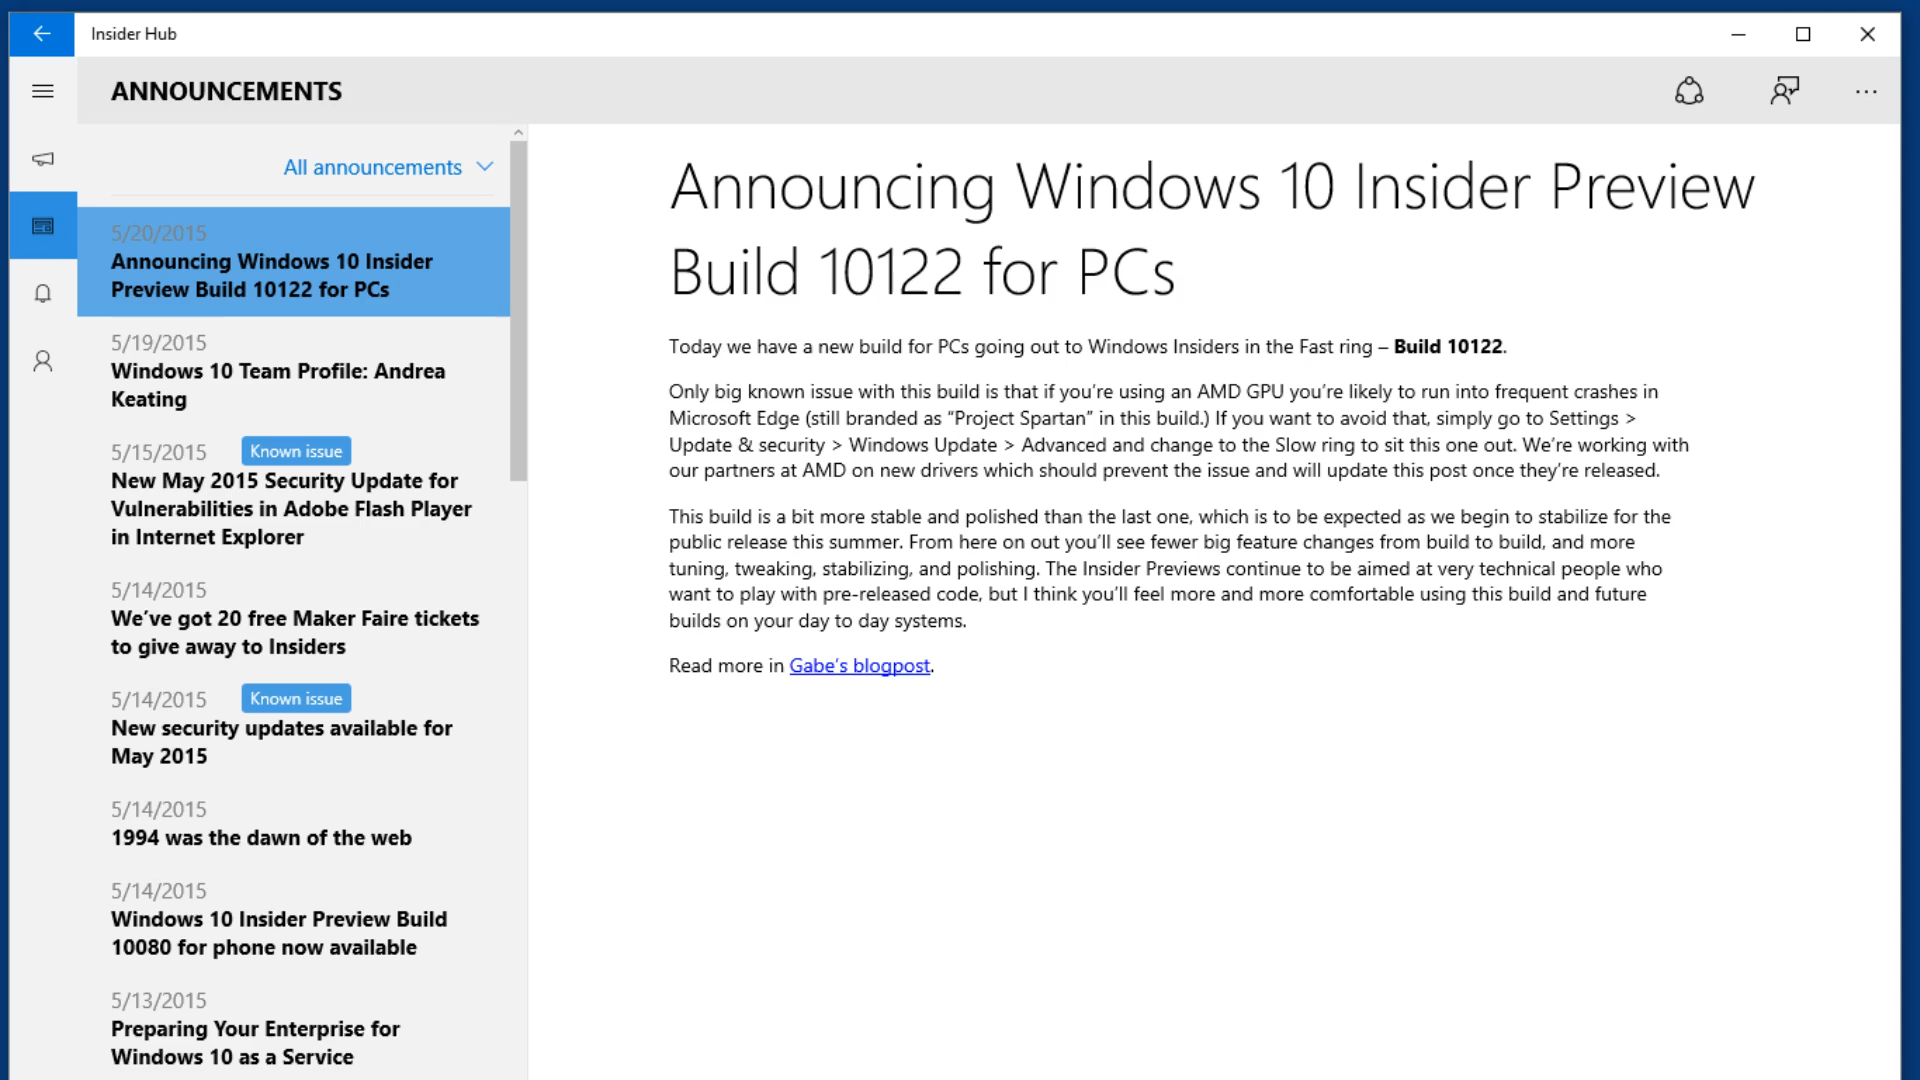 Insider Hub
ANNOUNCEMENTS
All announcements
5/20/2015
Announcing Windows 10 Insider
Preview Build 10122 for PCs
5/19/2015
Windows 10 Team Profile: Andrea
Keating
5/15/2015 Known issue
New May 2015 Security Update for
Vulnerabilities in Adobe Flash Player
in Internet Explorer
5/14/2015
We’ve got 20 free Maker Faire tickets
to give away to Insiders
5/14/2015 Known issue
New security updates available for
May 2015
5/14/2015
1994 was the dawn of the web
5/14/2015
Windows 10 Insider Preview Build
10080 for phone now available
5/13/2015
Preparing Your Enterprise for
Windows 10 as a Service
Announcing Windows 10 Insider Preview
Build 10122 for PCs
Today we have a new build for PCs going out to Windows Insiders in the Fast ring – Build 10122.
Only big known issue with this build is that if you’re using an AMD GPU you’re likely to run into frequent crashes in
Microsoft Edge (still branded as “Project Spartan” in this build.) If you want to avoid that, simply go to Settings >
Update & security > Windows Update > Advanced and change to the Slow ring to sit this one out. We’re working with
our partners at AMD on new drivers which should prevent the issue and will update this post once they’re released.
This build is a bit more stable and polished than the last one, which is to be expected as we begin to stabilize for the
public release this summer. From here on out you’ll see fewer big feature changes from build to build, and more
tuning, tweaking, stabilizing, and polishing. The Insider Previews continue to be aimed at very technical people who
want to play with pre-released code, but I think you’ll feel more and more comfortable using this build and future
builds on your day to day systems.
Read more in Gabe’s blogpost.